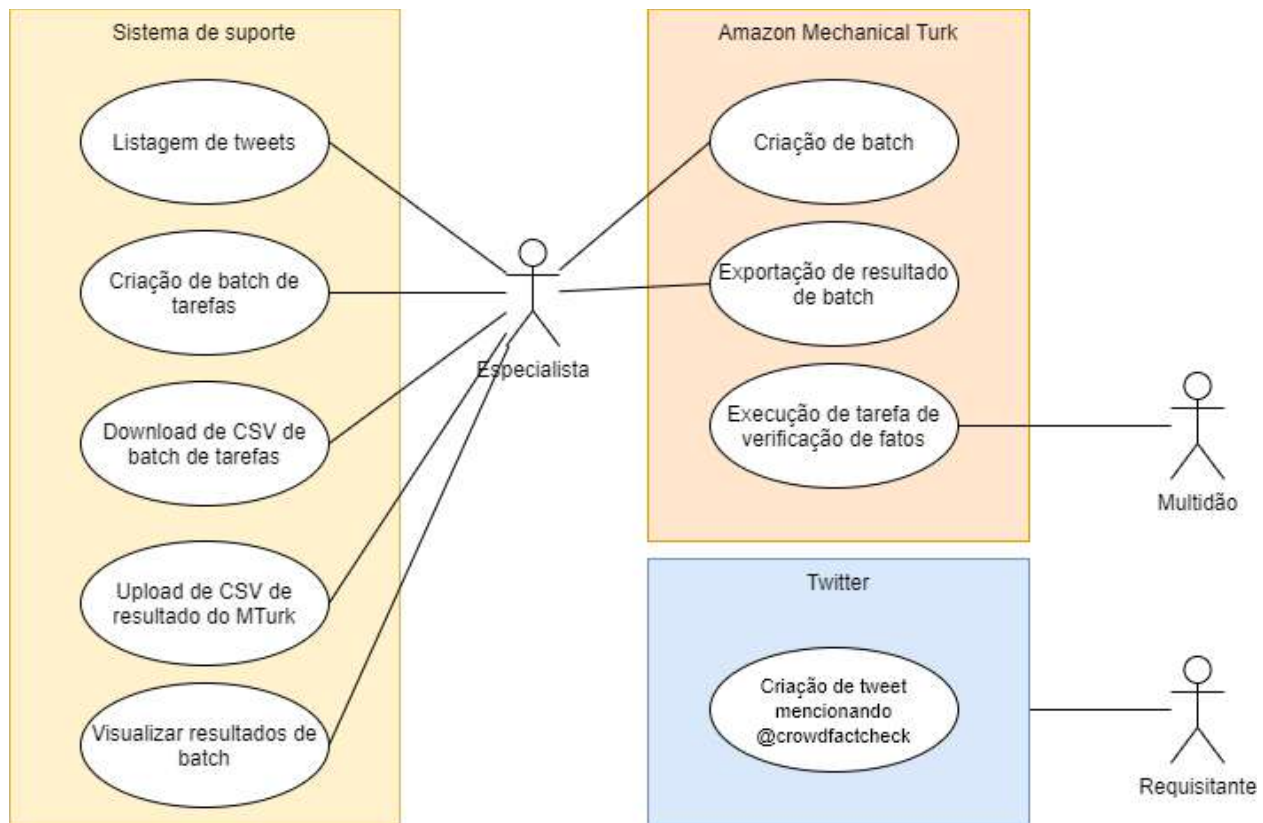 Sistema de suporte
Listagem de tweets
Criação de batch de
tarefas
Download de CSV de
batch de tarefas
Upload de CSV de
resultado do MTurk
Visualizar resultados de
batch
Especialista
Amazon Mechanical Turk
Criação de batch
Exportação de resultado
de batch
Execução de tarefa de
verificação de fatos
Multidão
Twitter
Criação de tweet
mencionando
@crowdfactcheck
Requisitante